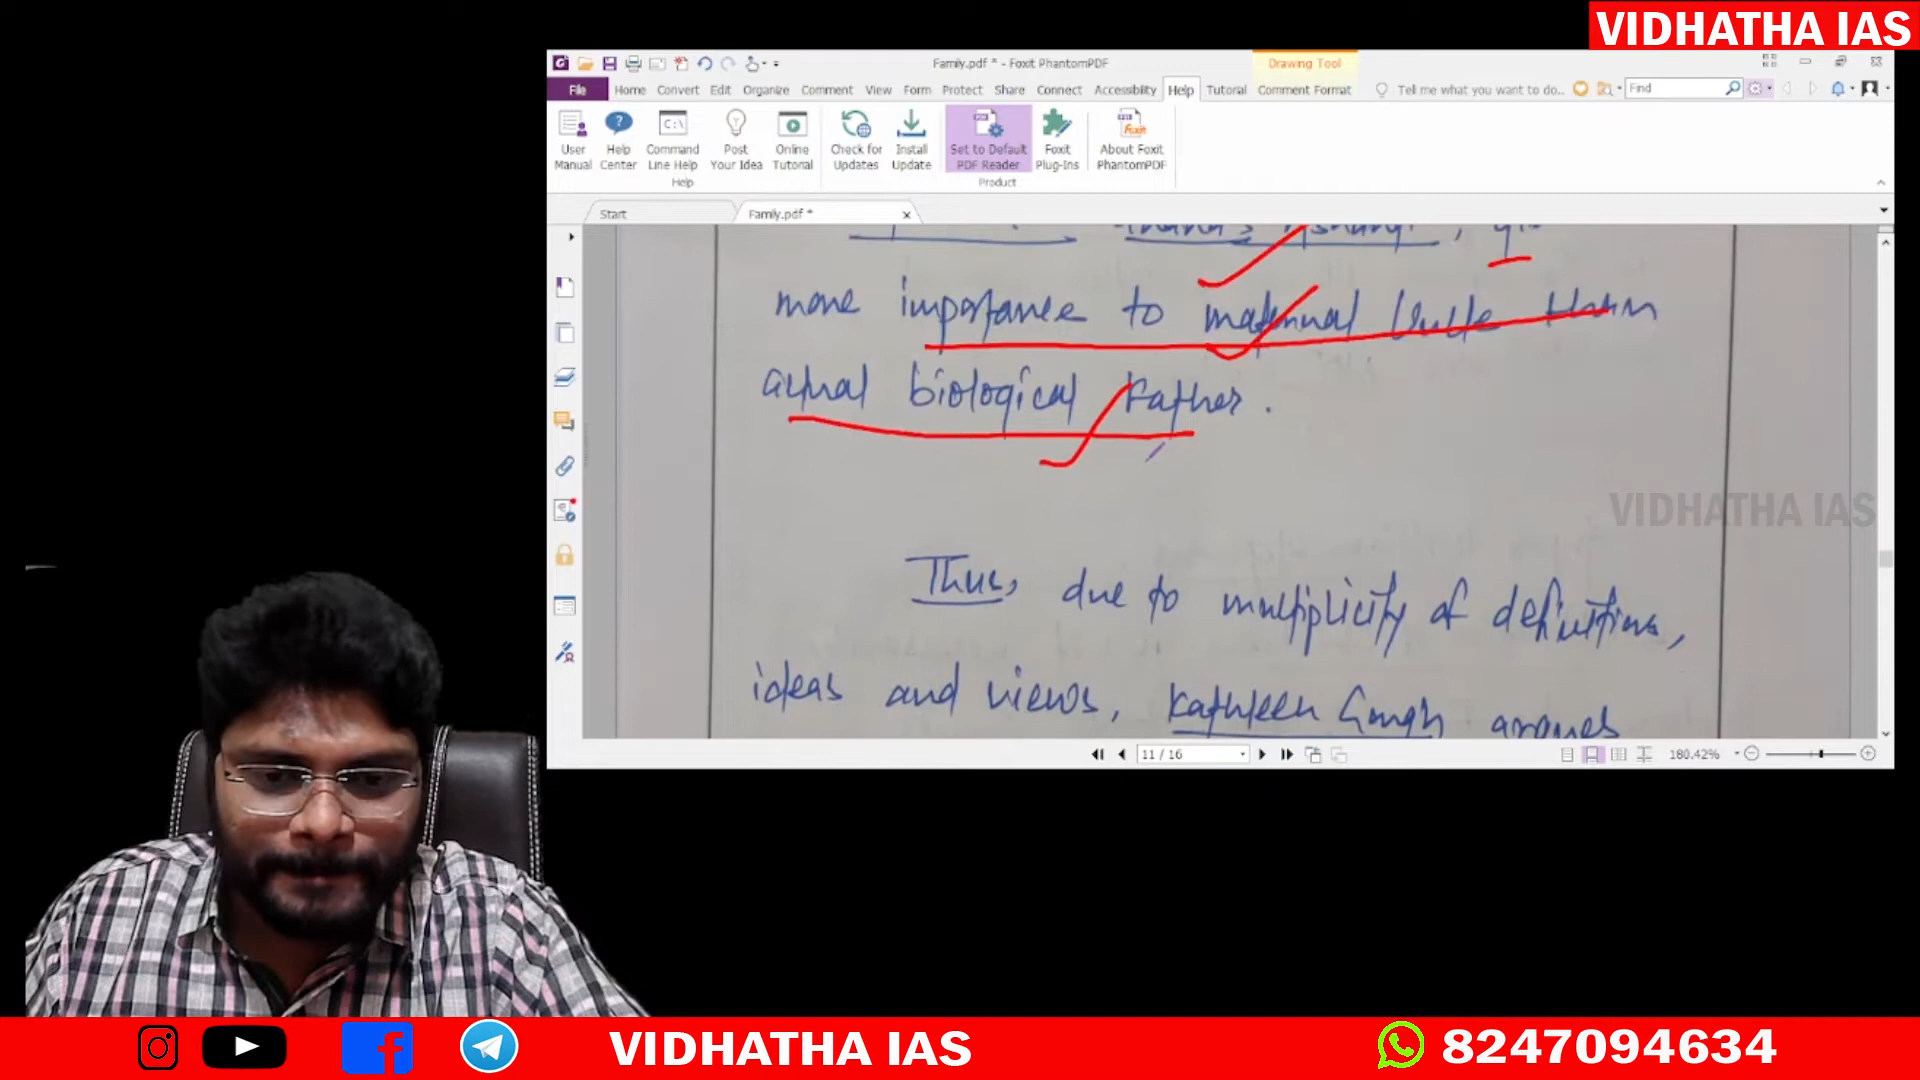 VIDHATHA IAS
Family.pdf * - Foxit PhantomPDF
Drawing Tool
File Home Convert Edit Organize Comment View Form Protect Share Connect Accessibility Help Tutorial Comment Format Tell me what you want to do.. Find
User Manual
Help Center
Command Line Help
Post Your Idea
Online Tutorial
Check for Updates
Install Update
Set to Default PDF Reader
Foxit Plug-Ins
About Foxit PhantomPDF
Help
Product
Start
Family.pdf *
more importance to maternal Uncle than
actual biological Father.
VIDHATHA IAS
Thus, due to multiplicity of definitions,
ideas and views, Kathleen Gough argues
11 / 16
180.42%
VIDHATHA IAS
8247094634